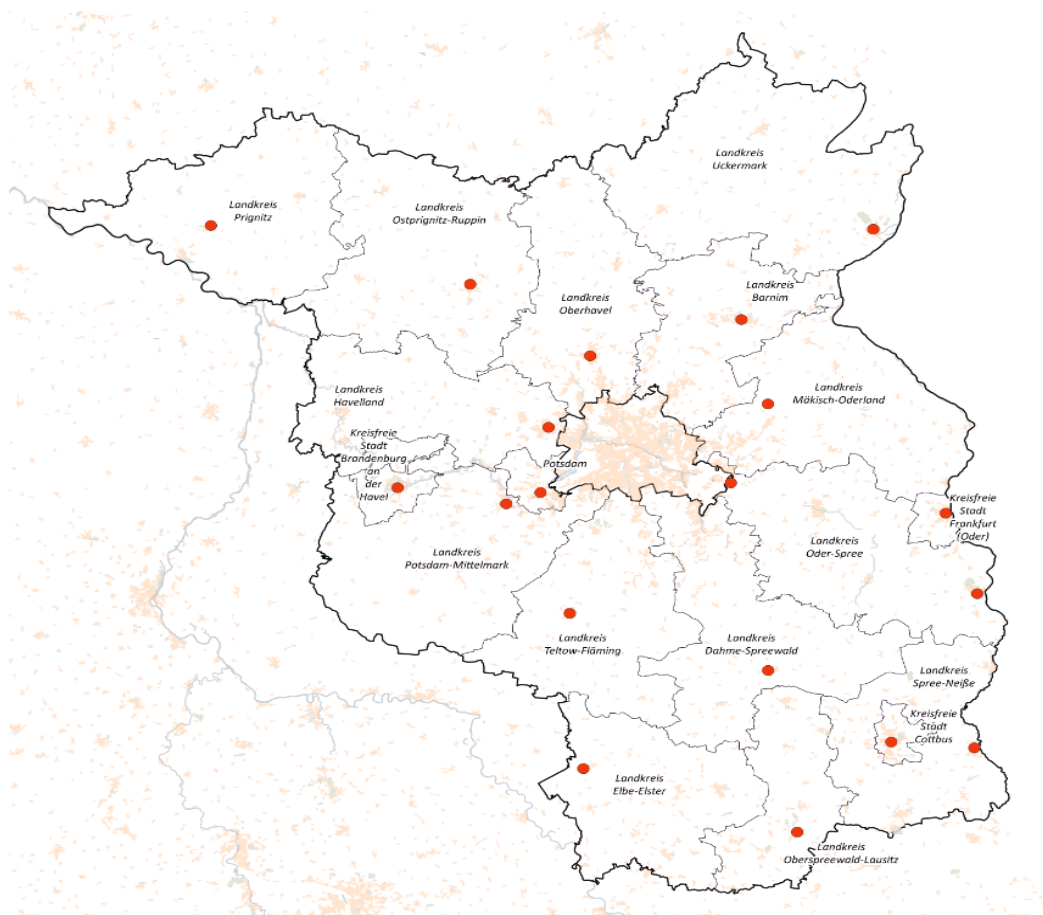 Landkreis
Uckermark
Landkreis
Prignitz
Landkreis
Ostprignitz-Ruppin
Landkreis
Barnim
Landkreis
Oberhavel
Landkreis
Havelland
Landkreis
Mökisch-Oderland
Kreisfreie
Stadt
Brandenburg
an
der
Havel
Potsdam
Kreisfreie
Stadt
Frankfurt
(Oder)
Landkreis
Oder-Spree
Landkreis
Potsdam-Mittelmark
Landkreis
Teltow-Fläming
Landkreis
Dahme-Spreewald
Landkreis
Spree-Neiße
Kreisfreie
Stadt
Cottbus
Landkreis
Elbe-Elster
Landkreis
Oberspreewald-Lausitz